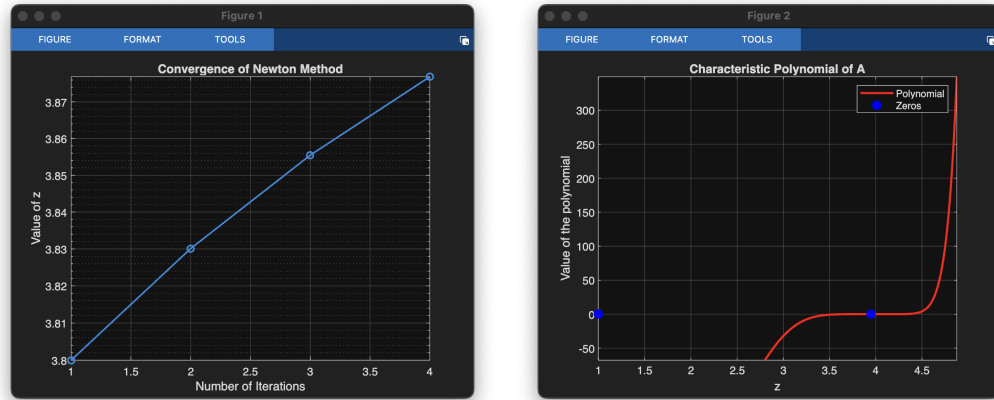 Figure 1
FIGURE FORMAT TOOLS
Convergence of Newton Method
Value of z
3.87
3.86
3.85
3.84
3.83
3.82
3.81
3.8
1 1.5 2 2.5 3 3.5 4
Number of Iterations
Figure 2
FIGURE FORMAT TOOLS
Characteristic Polynomial of A
Polynomial
Zeros
Value of the polynomial
300
250
200
150
100
50
0
-50
1 1.5 2 2.5 3 3.5 4 4.5
z